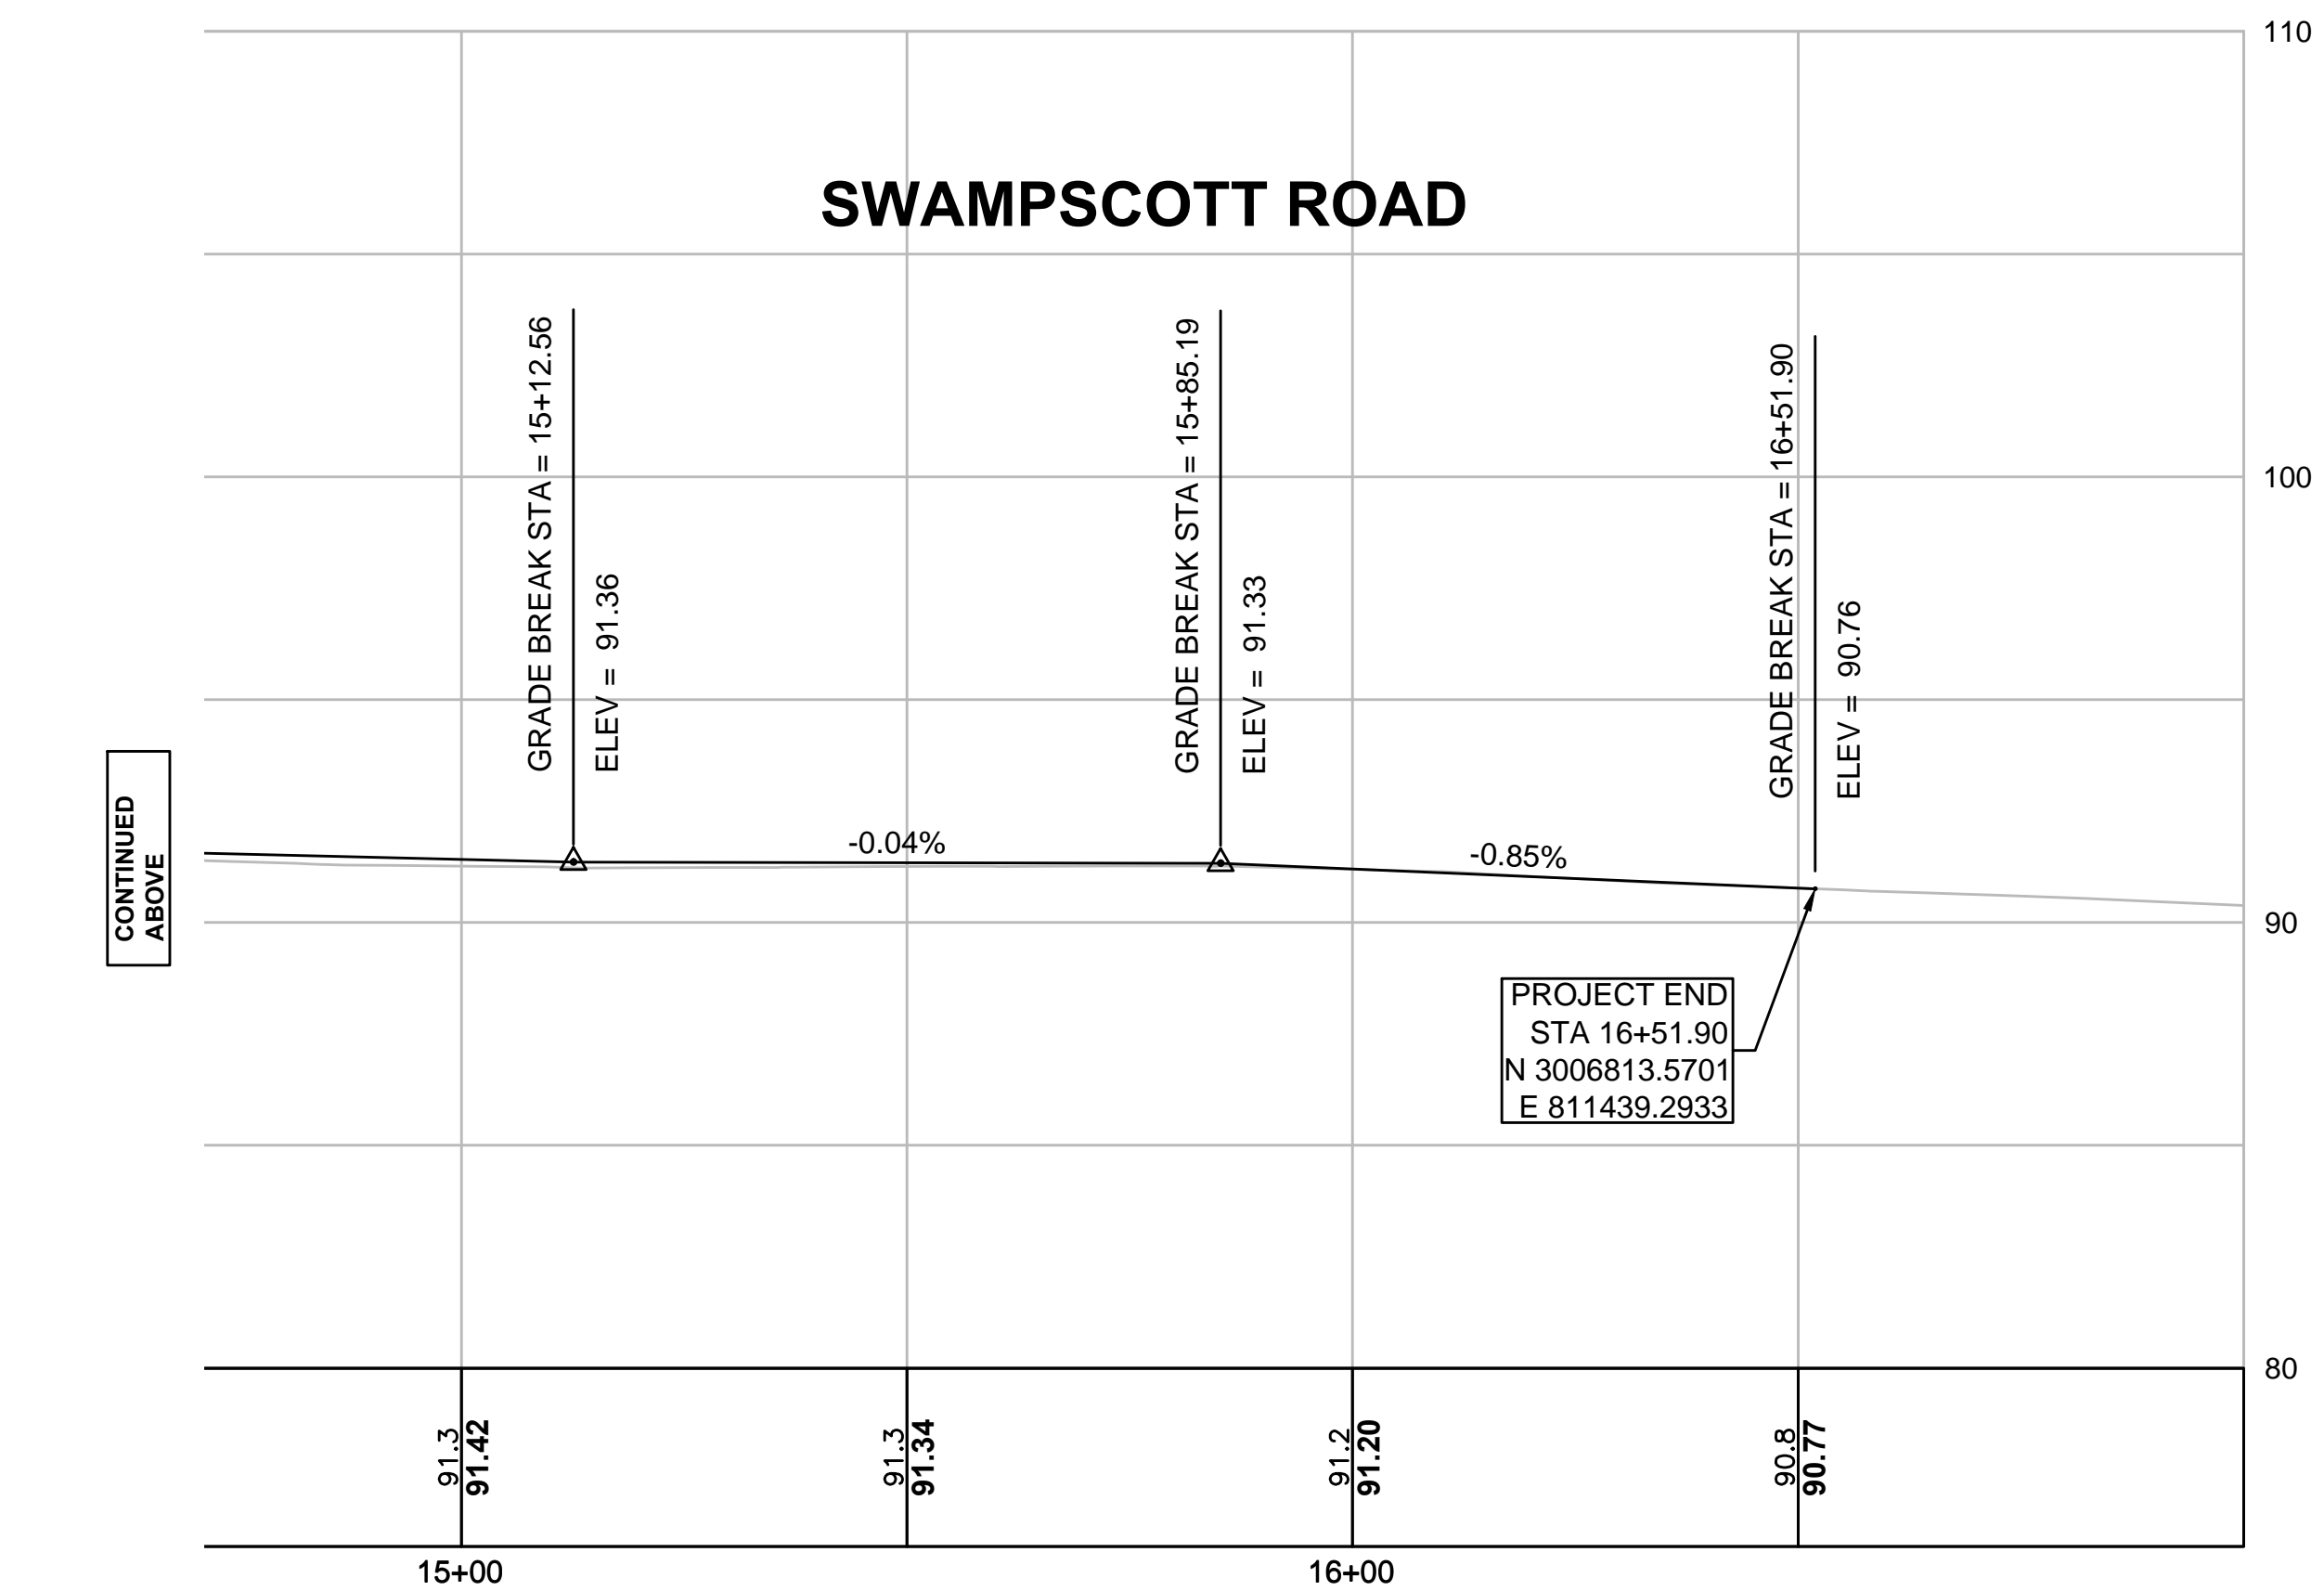 110
SWAMPSCOTT ROAD
GRADE BREAK STA = 15+12.56
ELEV = 91.36
GRADE BREAK STA = 15+85.19
ELEV = 91.33
GRADE BREAK STA = 16+51.90
ELEV = 90.76
100
CONTINUED
ABOVE
-0.04%
-0.85%
90
PROJECT END
STA 16+51.90
N 3006813.5701
E 811439.2933
80
91.3
91.42
91.3
91.34
91.2
91.20
90.8
90.77
15+00
16+00